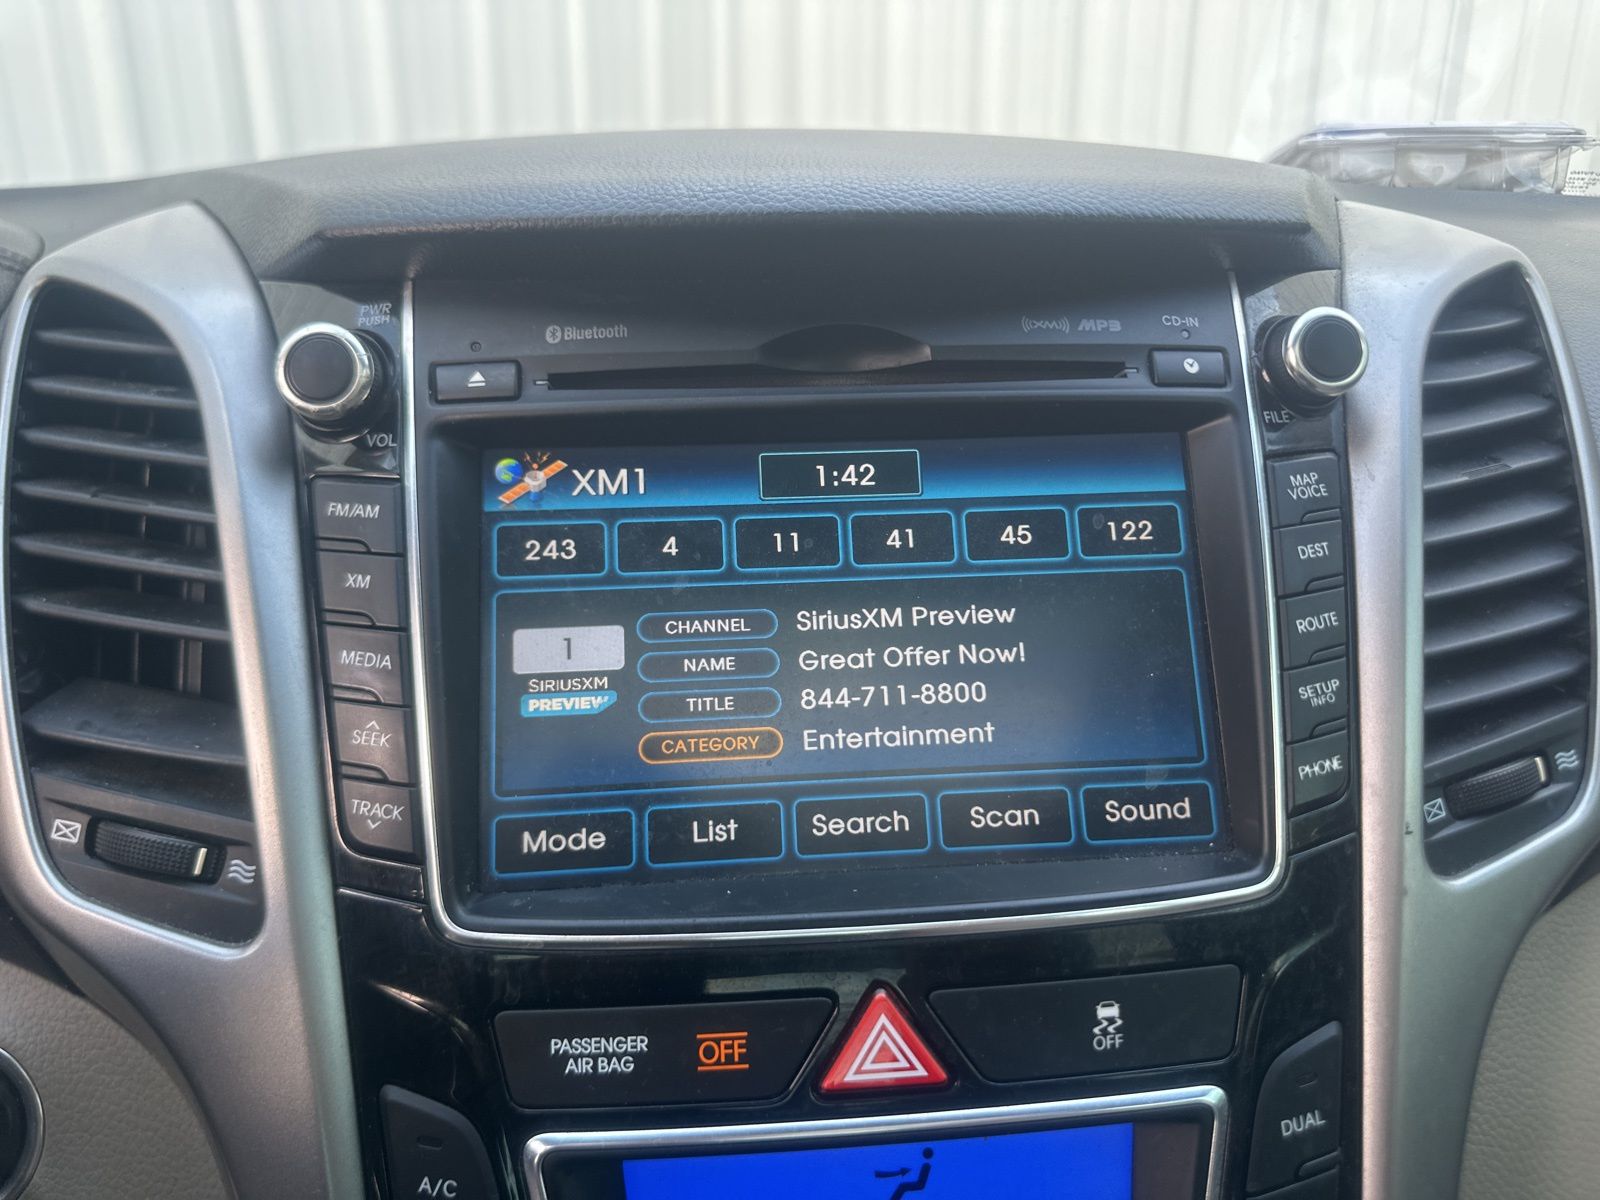 PWR
PUSH
Bluetooth
((XM)) MP3
CD-IN
VOL
FILE
XM1
1:42
243 4 11 41 45 122
1
SIRIUSXM
PREVIEW
CHANNEL SiriusXM Preview
NAME Great Offer Now!
TITLE 844-711-8800
CATEGORY Entertainment
Mode List Search Scan Sound
FM/AM
XM
MEDIA
SEEK
TRACK
MAP
VOICE
DEST
ROUTE
SETUP
INFO
PHONE
PASSENGER
AIR BAG
OFF
OFF
A/C
DUAL